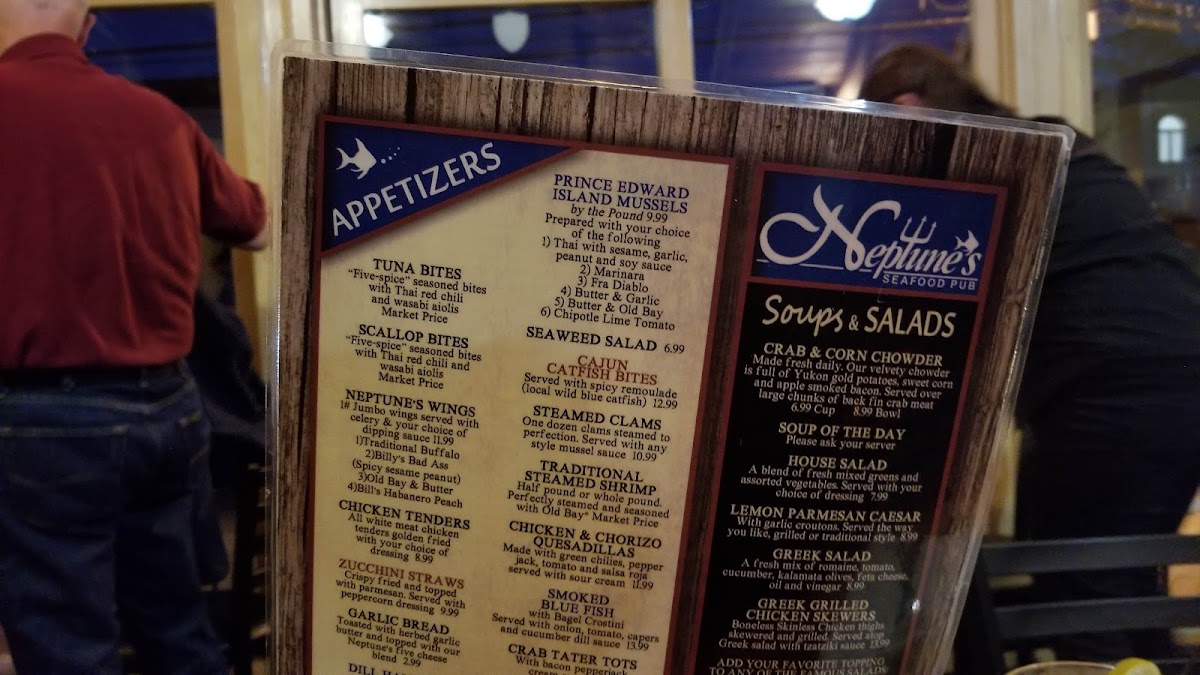 APPETIZERS
TUNA BITES
"Five-spice" seasoned bites
with Thai red chili
and wasabi aiolis
Market Price
SCALLOP BITES
"Five-spice" seasoned bites
with Thai red chili and
wasabi aiolis
Market Price
NEPTUNE'S WINGS
1# Jumbo wings served with
celery & your choice of
dipping sauce 11.99
1)Traditional Buffalo
2)Billy's Bad Ass
(Spicy sesame peanut)
3)Old Bay & Butter
4)Bill's Habanero Peach
CHICKEN TENDERS
All white meat chicken
tenders golden fried
with your choice of
dressing 8.99
ZUCCHINI STRAWS
Crispy fried and topped
with parmesan. Served with
peppercorn dressing 9.99
GARLIC BREAD
Toasted with herbed garlic
butter and topped with our
Neptune's five cheese
blend 2.99
DILL
PRINCE EDWARD
ISLAND MUSSELS
by the Pound 9.99
Prepared with your choice
of the following
1) Thai with sesame, garlic,
peanut and soy sauce
2) Marinara
3) Fra Diablo
4) Butter & Garlic
5) Butter & Old Bay
6) Chipotle Lime Tomato
SEAWEED SALAD 6.99
CAJUN
CATFISH BITES
Served with spicy remoulade
(local wild blue catfish) 12.99
STEAMED CLAMS
One dozen clams steamed to
perfection. Served with any
style mussel sauce 10.99
TRADITIONAL
STEAMED SHRIMP
Half pound or whole pound.
Perfectly steamed and seasoned
with Old Bay® Market Price
CHICKEN & CHORIZO
QUESADILLAS
Made with green chilies, pepper
jack, tomato and salsa roja
served with sour cream 11.99
SMOKED
BLUE FISH
with Bagel Crostini
Served with onion, tomato, capers
and cucumber dill sauce 13.99
CRAB TATER TOTS
With bacon pepperjack
cream
Neptune's
SEAFOOD PUB
Soups & SALADS
CRAB & CORN CHOWDER
Made fresh daily. Our velvety chowder
is full of Yukon gold potatoes, sweet corn
and apple smoked bacon. Served over
large chunks of back fin crab meat
6.99 Cup 8.99 Bowl
SOUP OF THE DAY
Please ask your server
HOUSE SALAD
A blend of fresh mixed greens and
assorted vegetables. Served with your
choice of dressing 7.99
LEMON PARMESAN CAESAR
With garlic croutons. Served the way
you like, grilled or traditional style 8.99
GREEK SALAD
A fresh mix of romaine, tomato,
cucumber, kalamata olives, feta cheese,
oil and vinegar 8.99
GREEK GRILLED
CHICKEN SKEWERS
Boneless Skinless Chicken thighs
skewered and grilled. Served atop
Greek salad with tzatziki sauce 13.99
ADD YOUR FAVORITE TOPPING
TO ANY OF THE FAMOUS SALADS